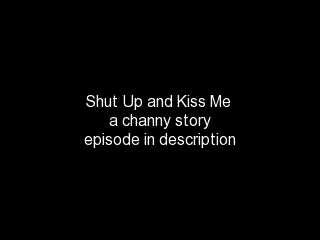 Shut Up and Kiss Me
a channy story
episode in description